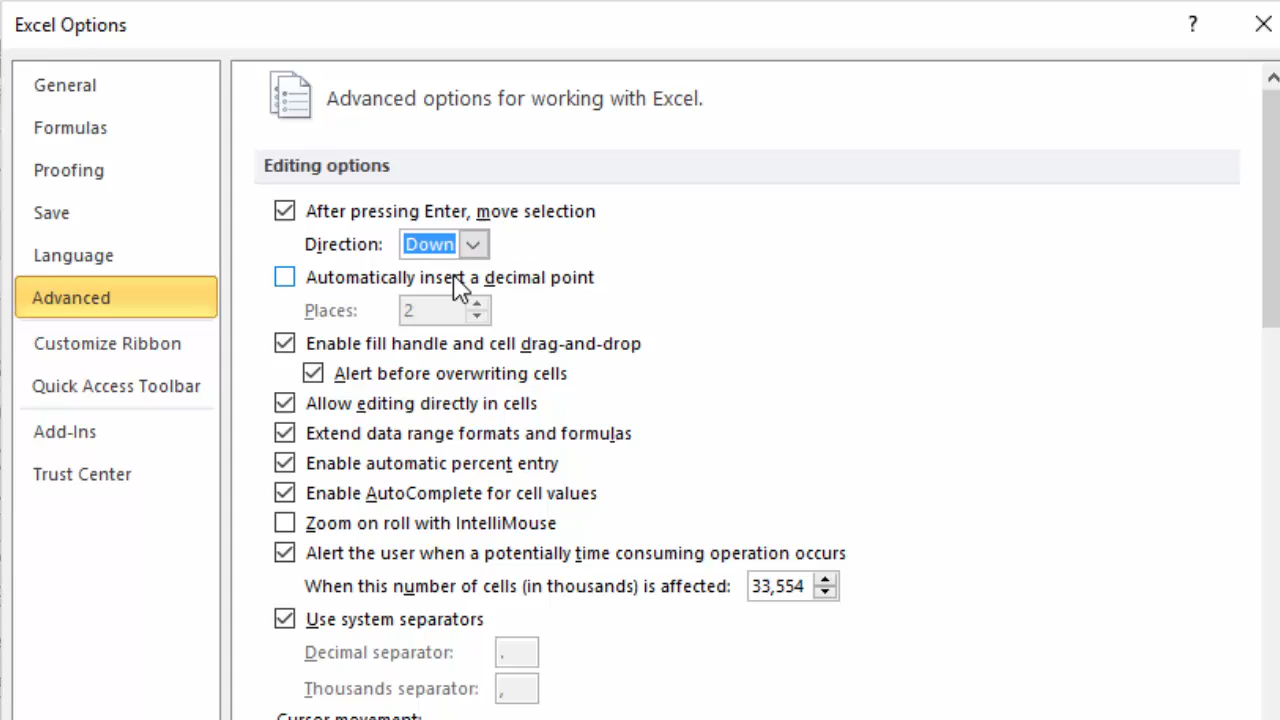 Excel Options
?
General
Formulas
Proofing
Save
Language
Advanced
Customize Ribbon
Quick Access Toolbar
Add-Ins
Trust Center
Advanced options for working with Excel.
Editing options
After pressing Enter, move selection
Direction: Down
Automatically insert a decimal point
Places: 2
Enable fill handle and cell drag-and-drop
Alert before overwriting cells
Allow editing directly in cells
Extend data range formats and formulas
Enable automatic percent entry
Enable AutoComplete for cell values
Zoom on roll with IntelliMouse
Alert the user when a potentially time consuming operation occurs
When this number of cells (in thousands) is affected: 33,554
Use system separators
Decimal separator: .
Thousands separator: ,
Cursor movement: